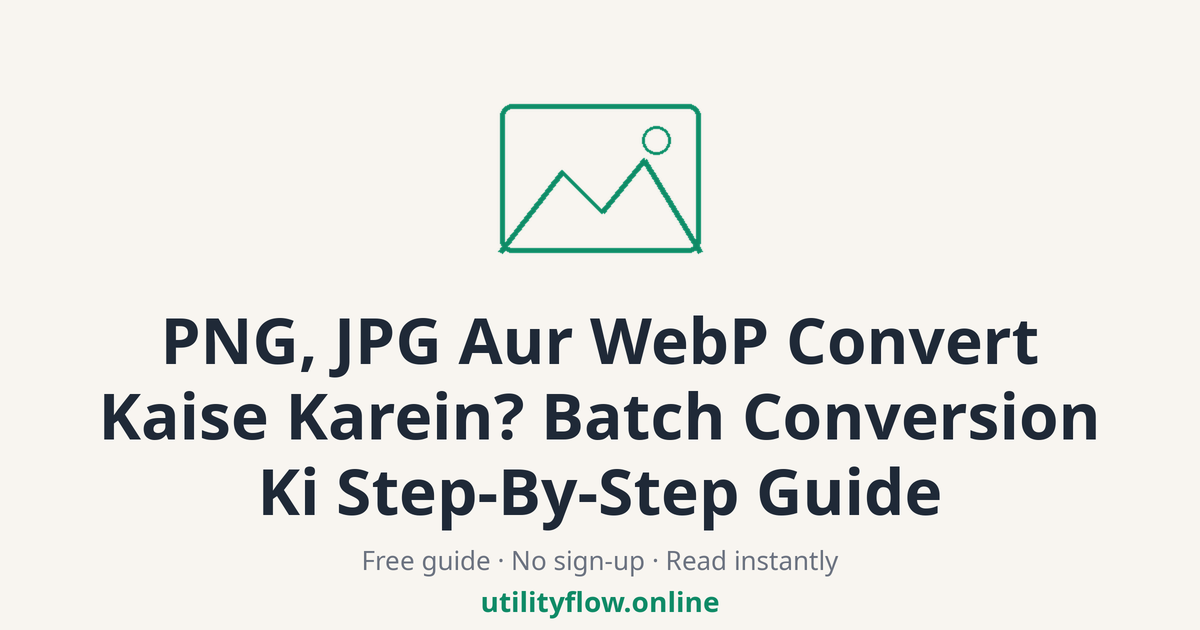 PNG, JPG Aur WebP Convert
Kaise Karein? Batch Conversion
Ki Step-By-Step Guide
Free guide · No sign-up · Read instantly
utilityflow.online